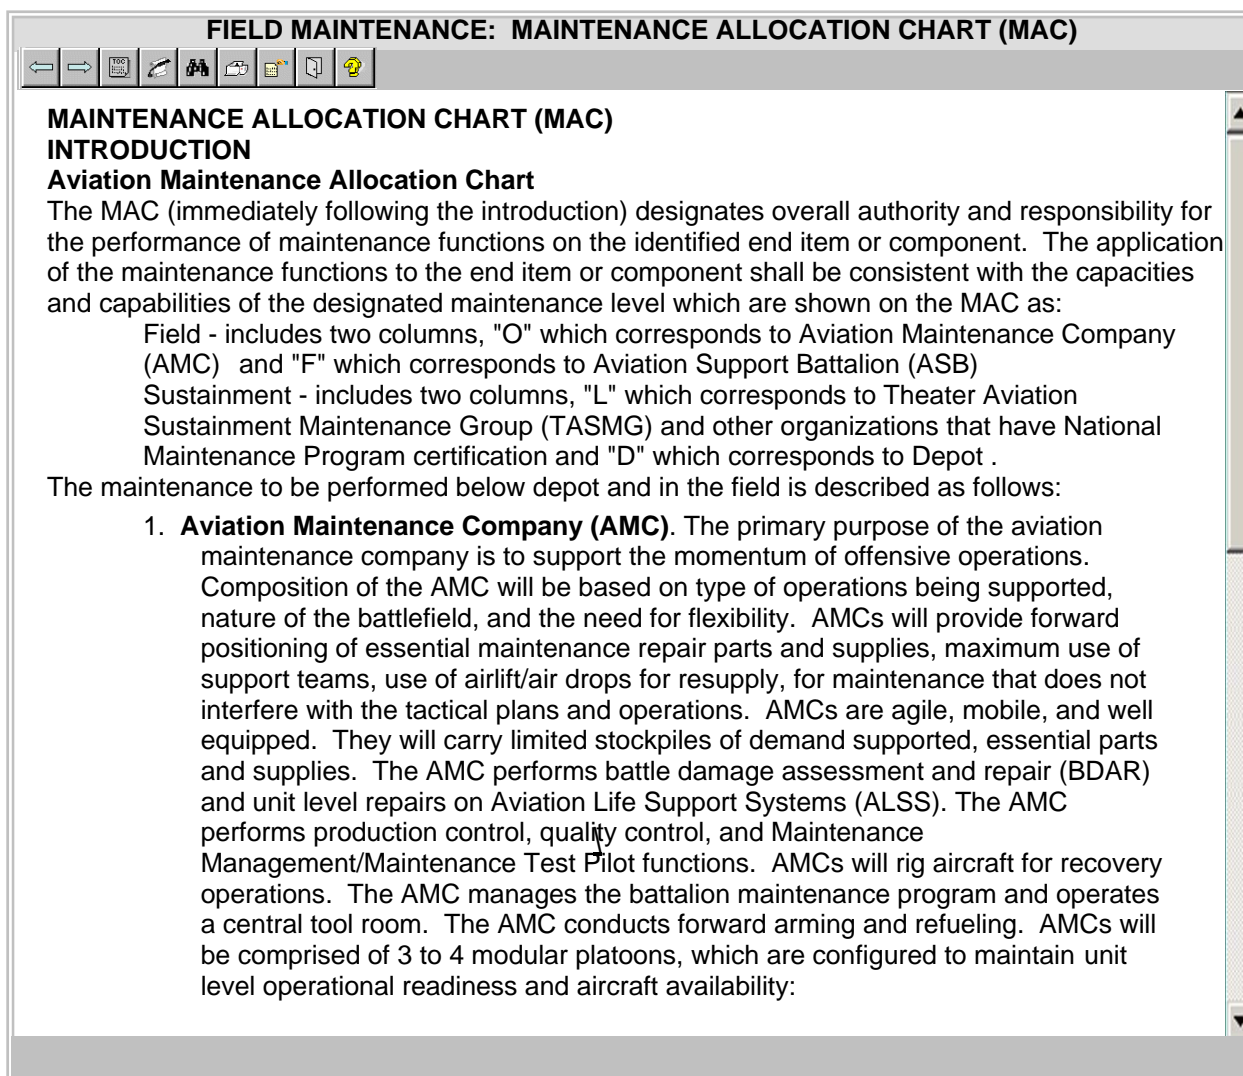 FIELD MAINTENANCE:  MAINTENANCE ALLOCATION CHART (MAC)
TOC
MAINTENANCE ALLOCATION CHART (MAC)
INTRODUCTION
Aviation Maintenance Allocation Chart
The MAC (immediately following the introduction) designates overall authority and responsibility for
the performance of maintenance functions on the identified end item or component.  The application
of the maintenance functions to the end item or component shall be consistent with the capacities
and capabilities of the designated maintenance level which are shown on the MAC as:
Field - includes two columns, "O" which corresponds to Aviation Maintenance Company
(AMC)  and "F" which corresponds to Aviation Support Battalion (ASB)
Sustainment - includes two columns, "L" which corresponds to Theater Aviation
Sustainment Maintenance Group (TASMG) and other organizations that have National
Maintenance Program certification and "D" which corresponds to Depot .
The maintenance to be performed below depot and in the field is described as follows:
1.  Aviation Maintenance Company (AMC). The primary purpose of the aviation
maintenance company is to support the momentum of offensive operations.
Composition of the AMC will be based on type of operations being supported,
nature of the battlefield, and the need for flexibility.  AMCs will provide forward
positioning of essential maintenance repair parts and supplies, maximum use of
support teams, use of airlift/air drops for resupply, for maintenance that does not
interfere with the tactical plans and operations.  AMCs are agile, mobile, and well
equipped.  They will carry limited stockpiles of demand supported, essential parts
and supplies.  The AMC performs battle damage assessment and repair (BDAR)
and unit level repairs on Aviation Life Support Systems (ALSS). The AMC
performs production control, quality control, and Maintenance
Management/Maintenance Test Pilot functions.  AMCs will rig aircraft for recovery
operations.  The AMC manages the battalion maintenance program and operates
a central tool room.  The AMC conducts forward arming and refueling.  AMCs will
be comprised of 3 to 4 modular platoons, which are configured to maintain unit
level operational readiness and aircraft availability: